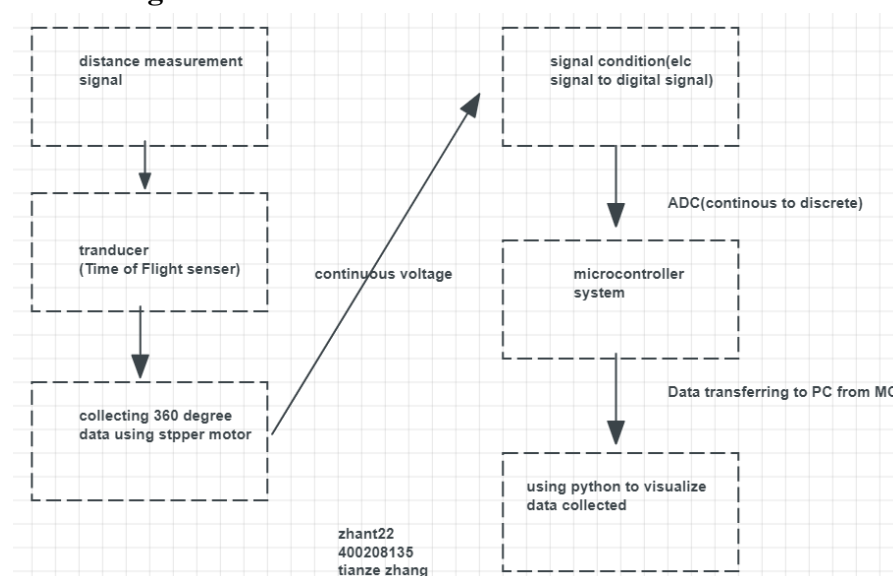 distance measurement
signal
tranducer
(Time of Flight senser)
collecting 360 degree
data using stpper motor
continuous voltage
signal condition(elc
signal to digital signal)
ADC(continous to discrete)
microcontroller
system
Data transferring to PC from MC
using python to visualize
data collected
zhant22
400208135
tianze zhang